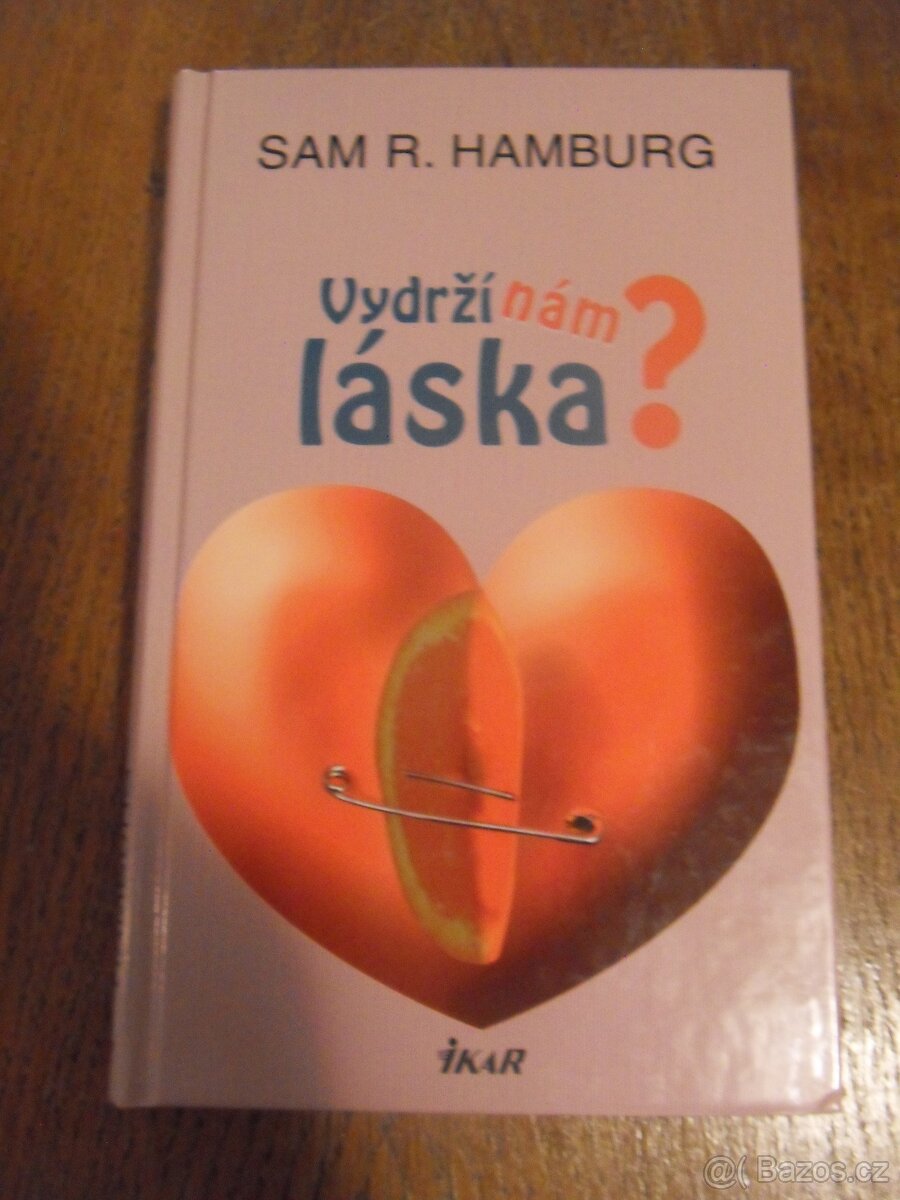 SAM R. HAMBURG
Vydrží nám
láska?
iKAR
@( Bazos.cz